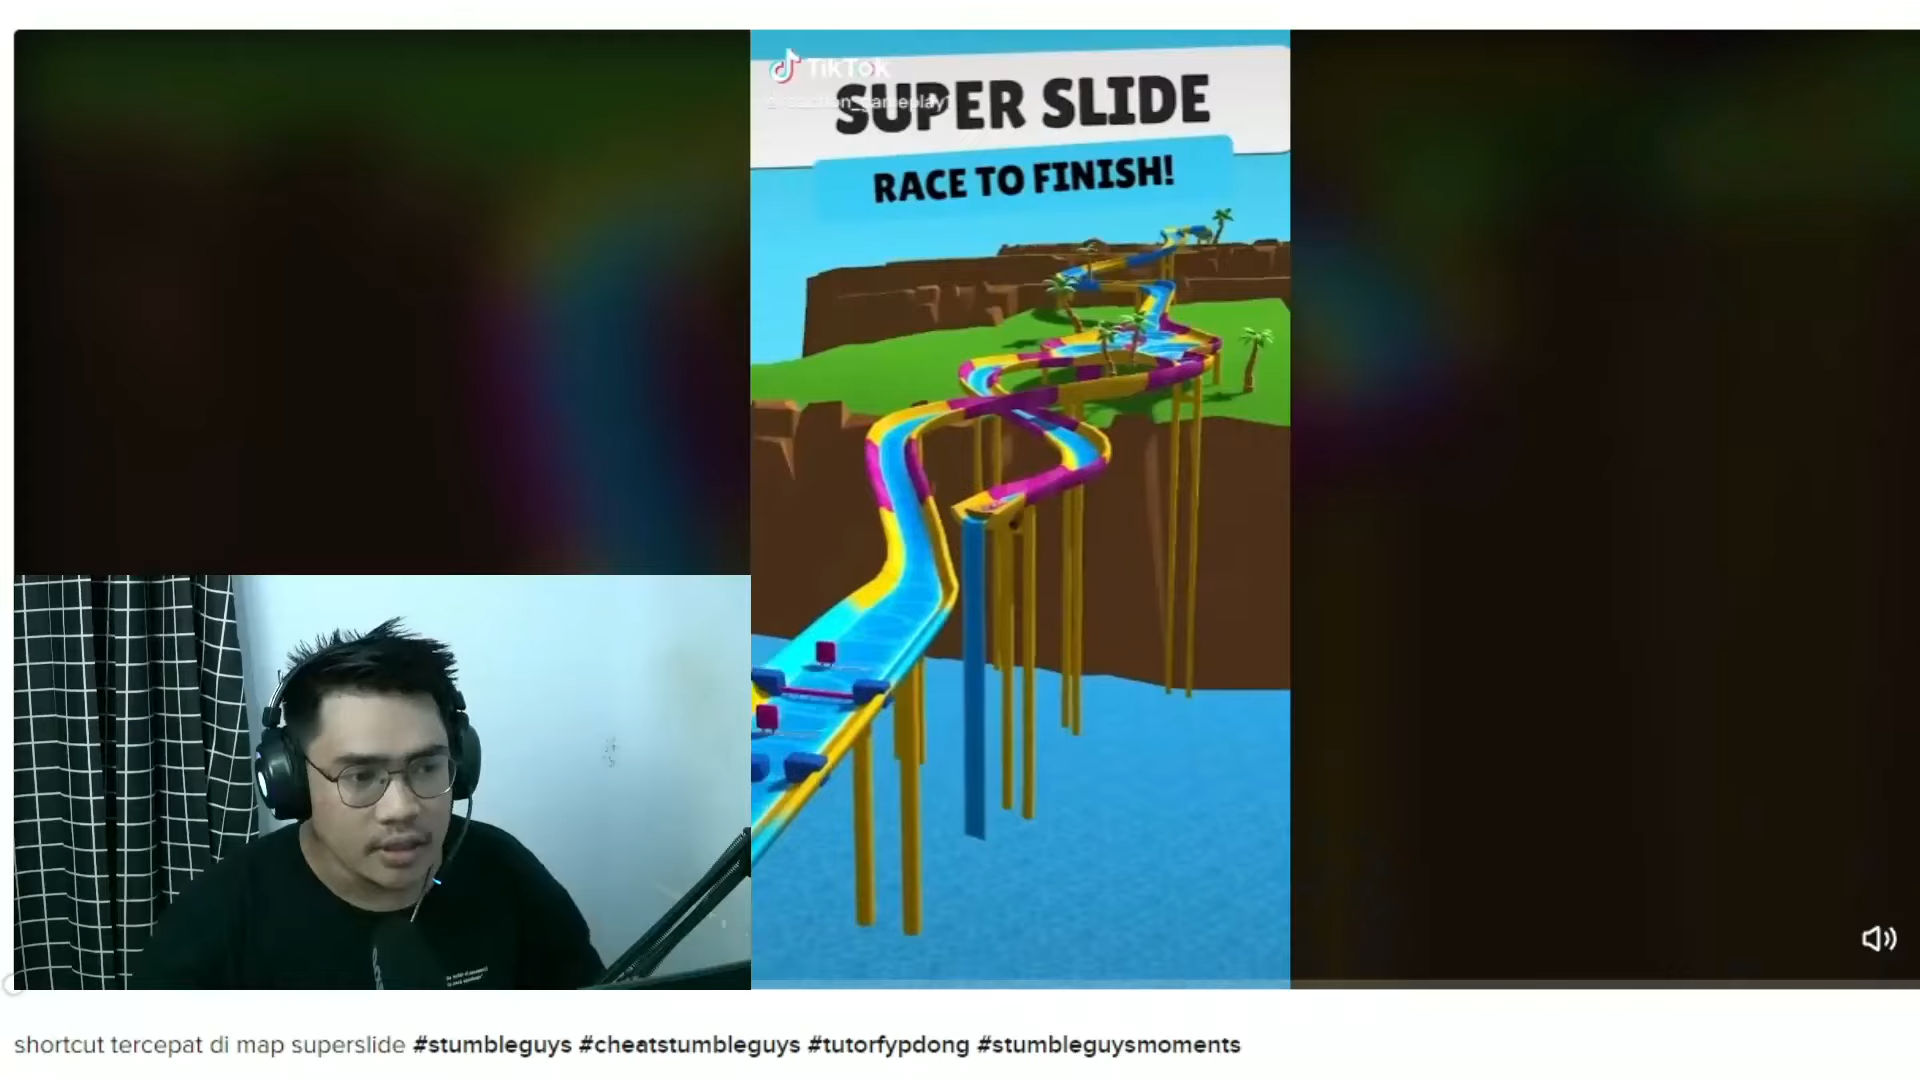 TikTok
SUPER SLIDE
RACE TO FINISH!
shortcut tercepat di map superslide #stumbleguys #cheatstumbleguys #tutorfypdong #stumbleguysmoments